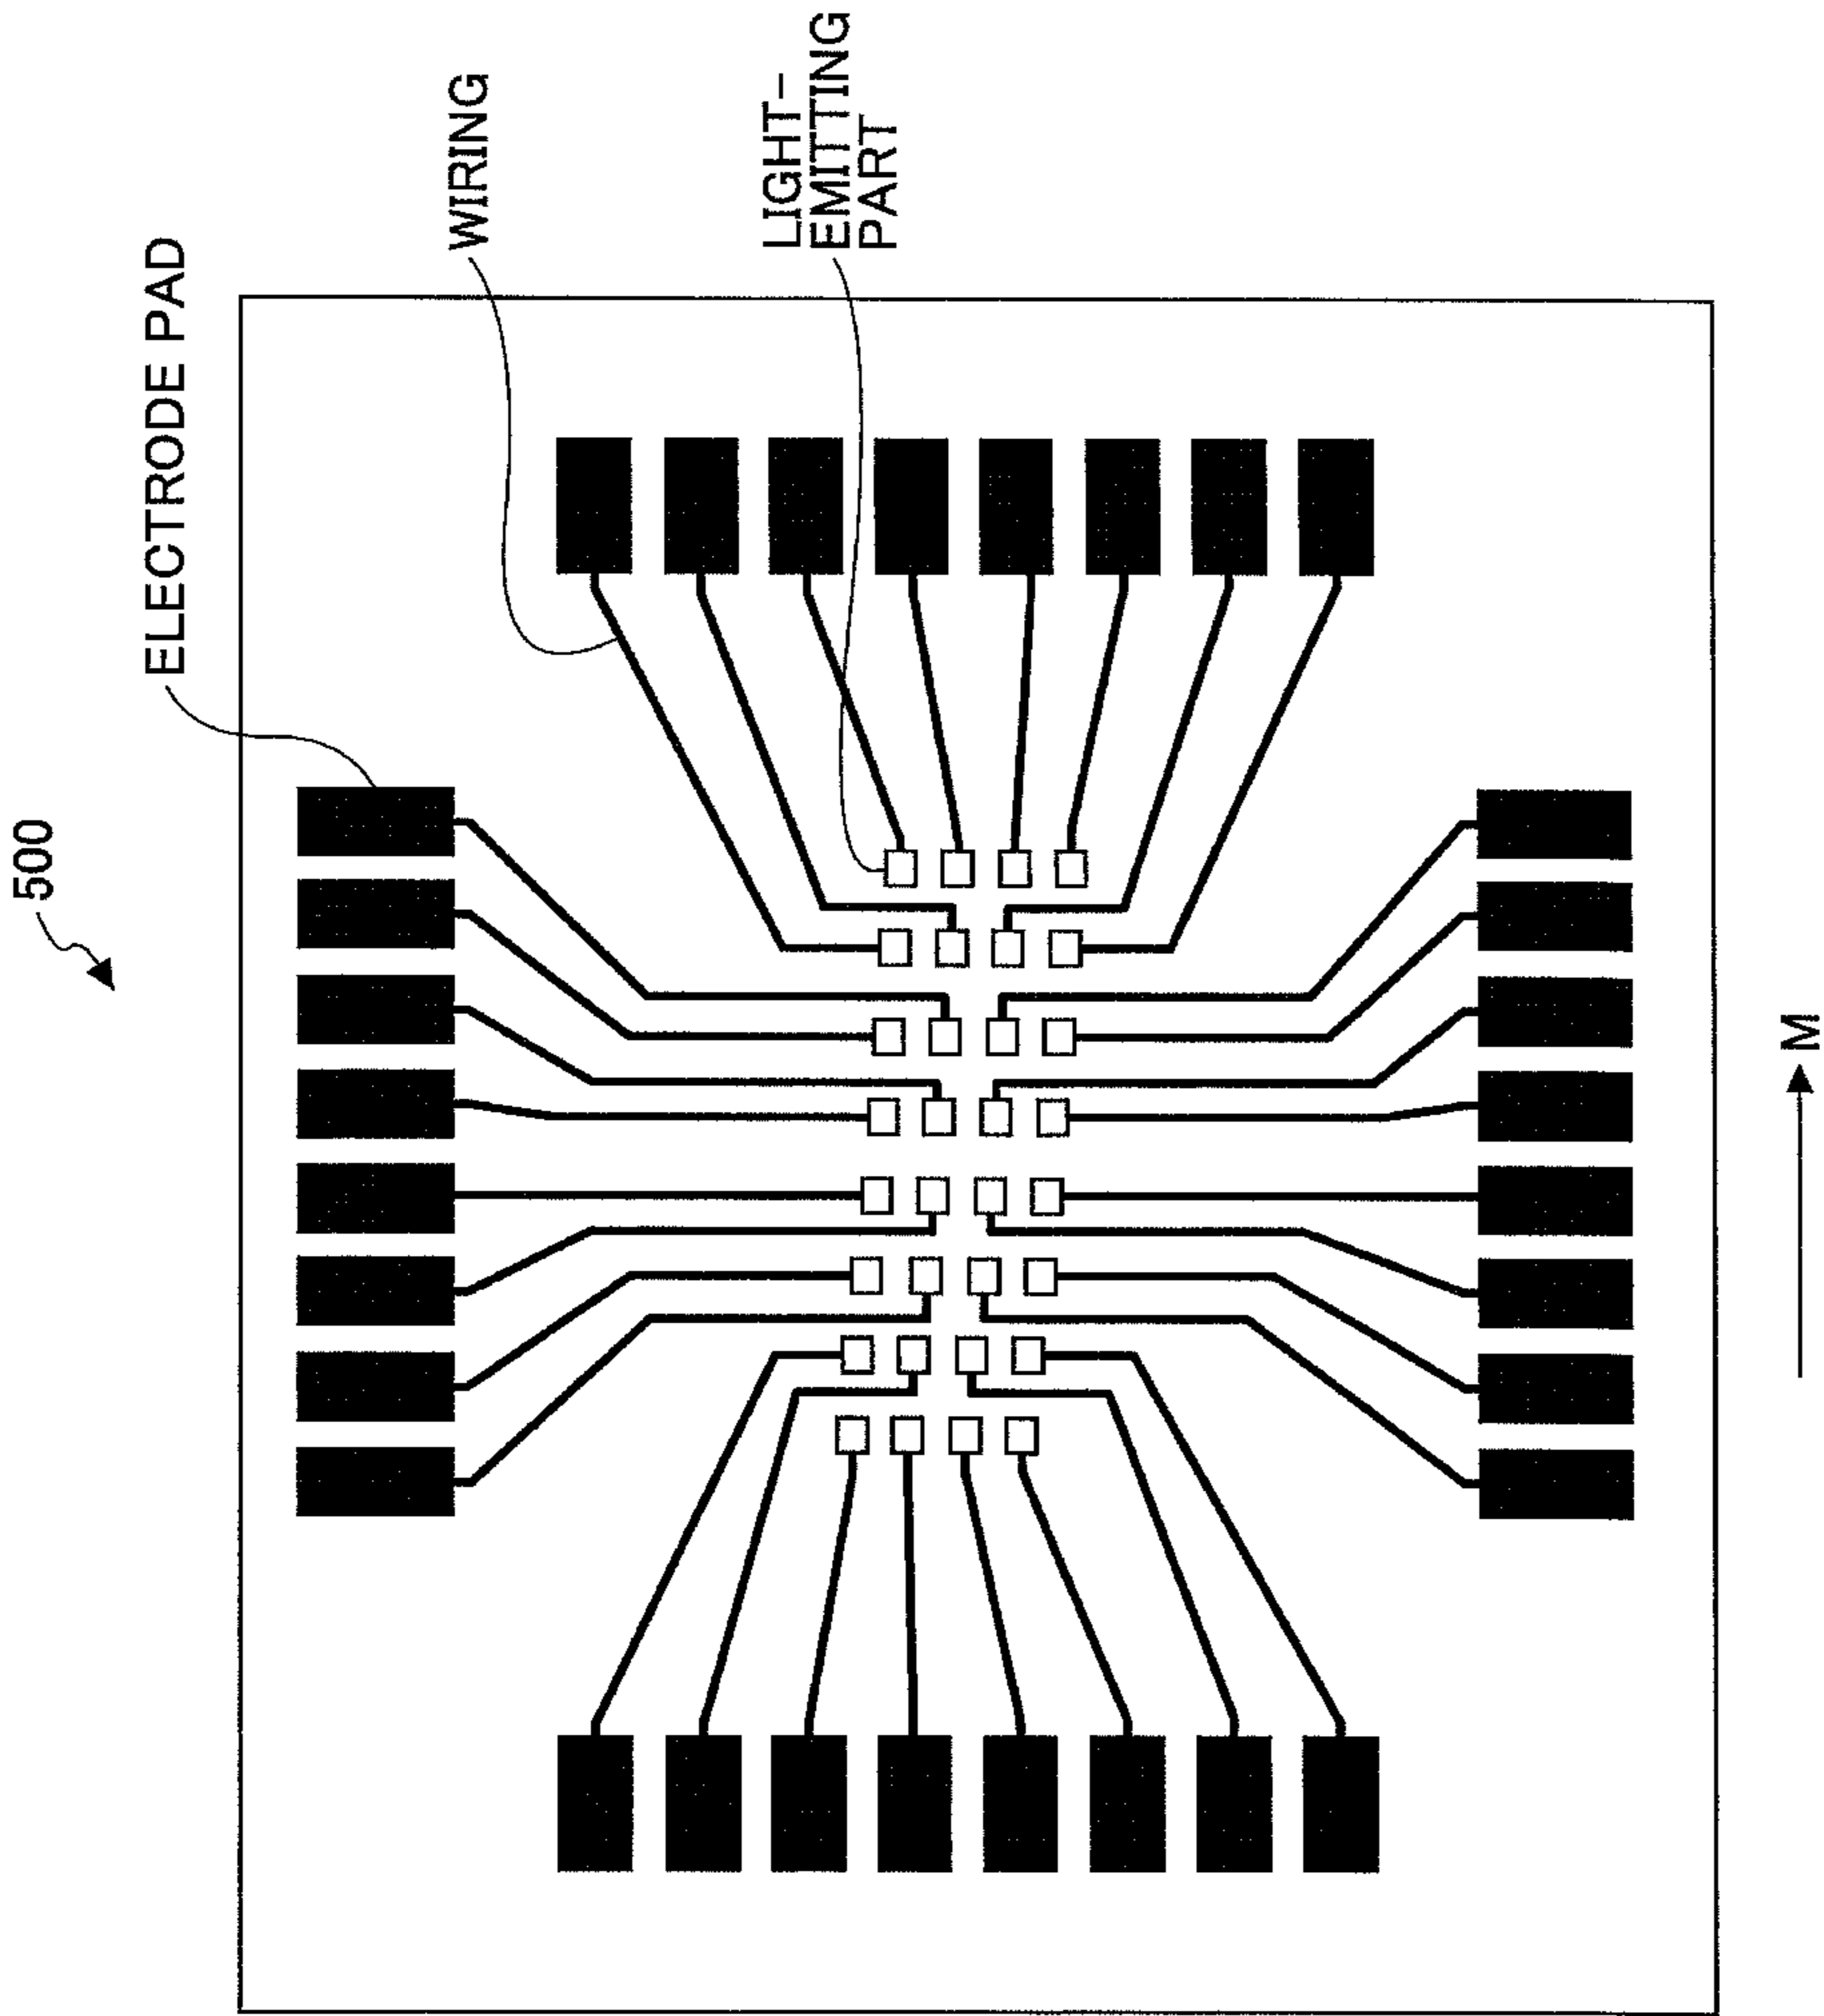 500
ELECTRODE PAD
WIRING
LIGHT-
EMITTING
PART
M